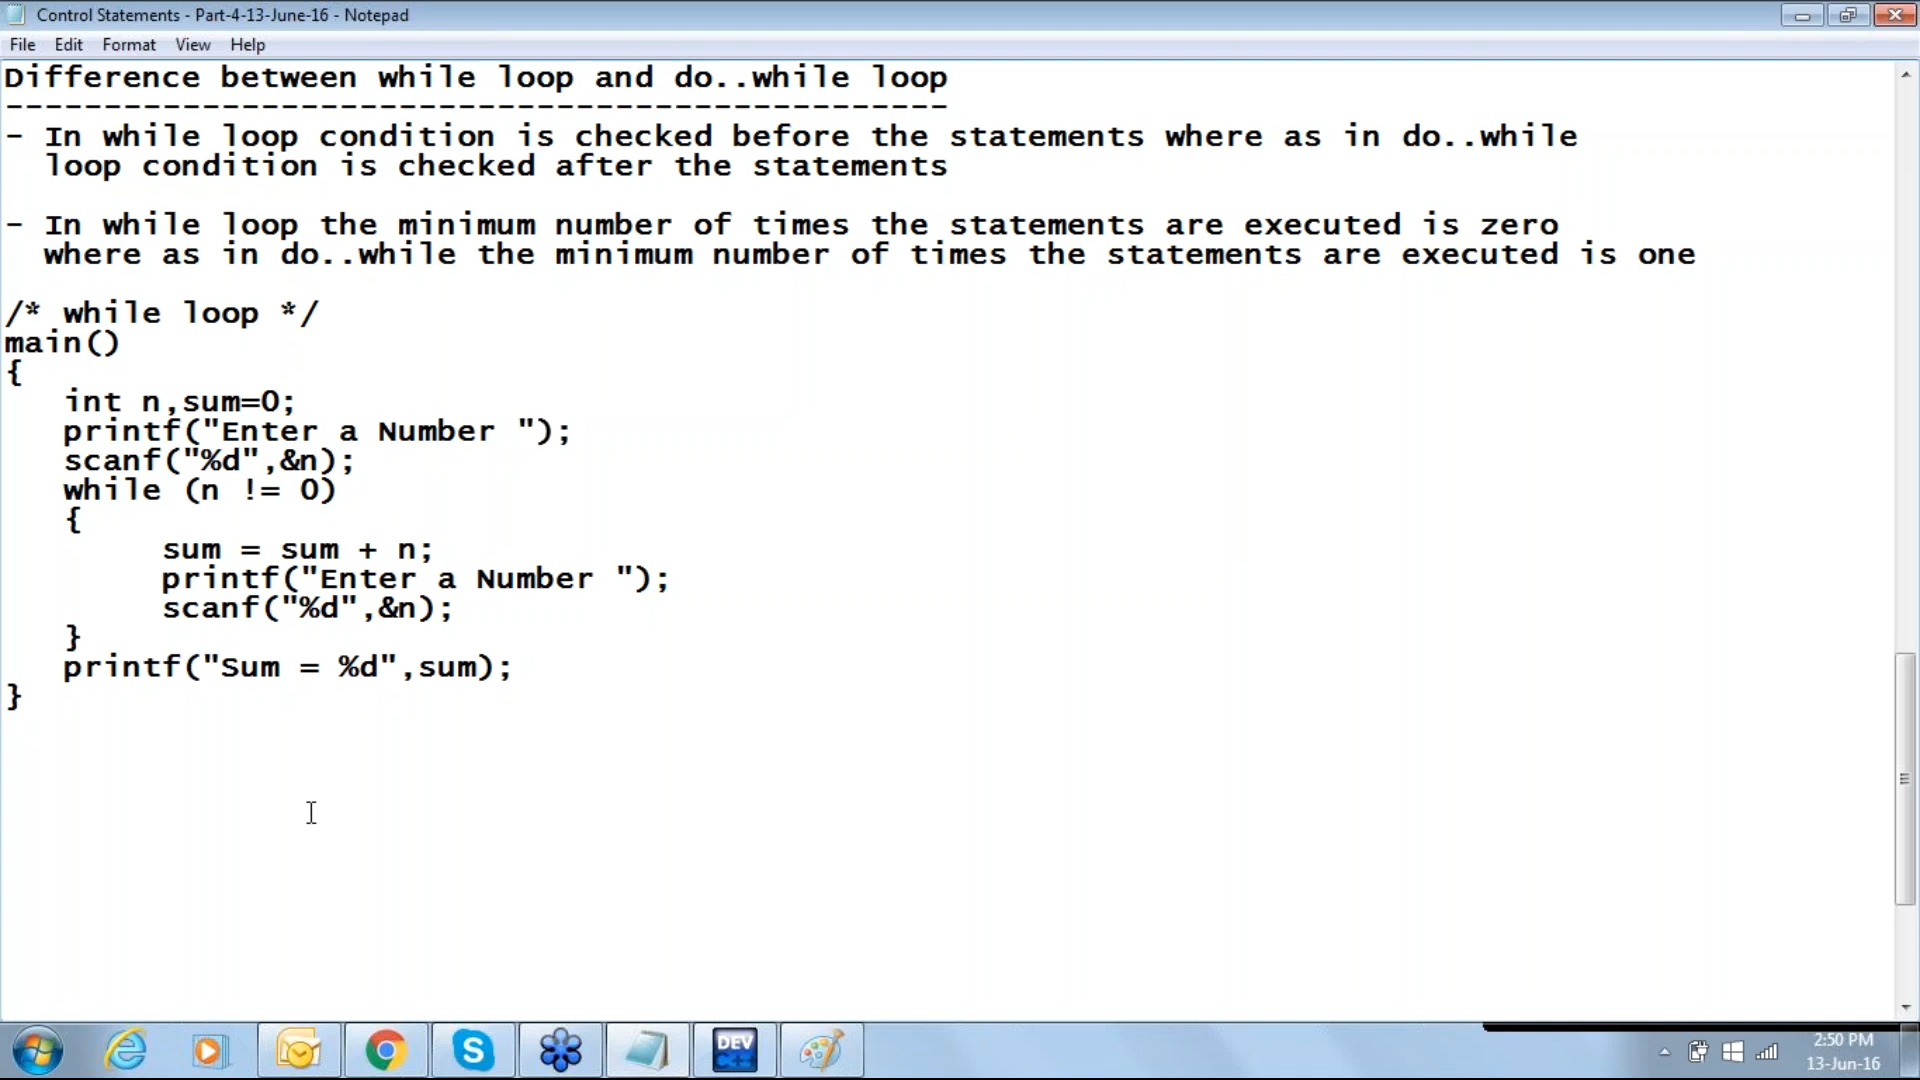 Control Statements - Part-4-13-June-16 - Notepad
File Edit Format View Help
Difference between while loop and do..while loop
------------------------------------------------
- In while loop condition is checked before the statements where as in do..while
loop condition is checked after the statements
- In while loop the minimum number of times the statements are executed is zero
where as in do..while the minimum number of times the statements are executed is one
/* while loop */
main()
{
int n,sum=0;
printf("Enter a Number ");
scanf("%d",&n);
while (n != 0)
{
sum = sum + n;
printf("Enter a Number ");
scanf("%d",&n);
}
printf("Sum = %d",sum);
}
DEV
C++
2:50 PM
13-Jun-16